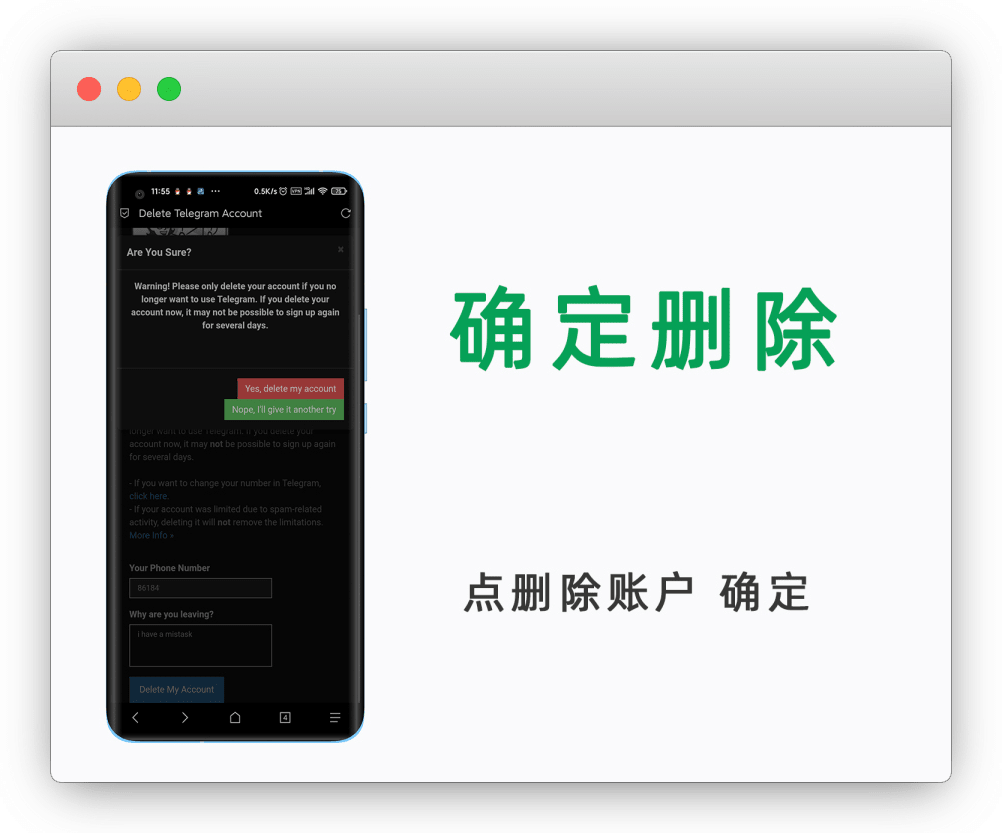 11:55
0.5K/s
VPN
75
Delete Telegram Account
Are You Sure?
×
Warning! Please only delete your account if you no
longer want to use Telegram. If you delete your
account now, it may not be possible to sign up again
for several days.
Yes, delete my account
Nope, I'll give it another try
longer want to use Telegram. If you delete your
account now, it may not be possible to sign up again
for several days.
- If you want to change your number in Telegram,
click here.
- If your account was limited due to spam-related
activity, deleting it will not remove the limitations.
More Info »
Your Phone Number
86184
Why are you leaving?
i have a mistask
Delete My Account
4
确定删除
点删除账户 确定